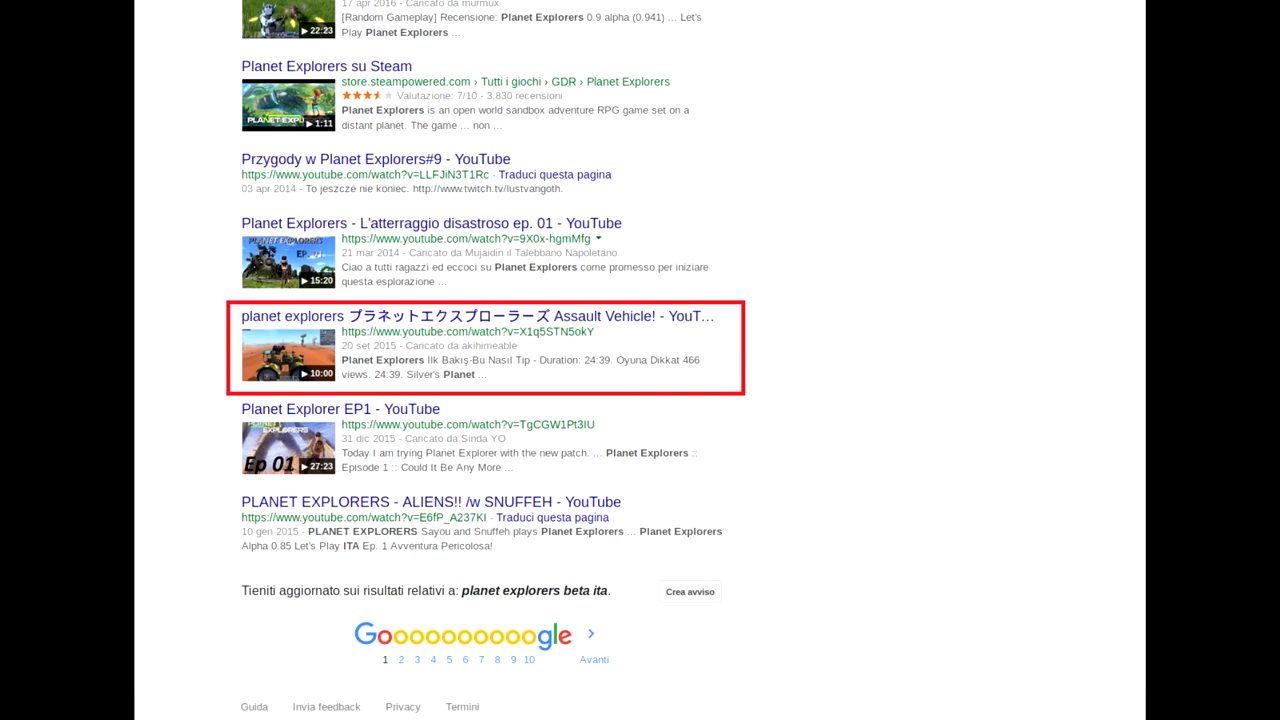 17 apr 2016 - Caricato da murmux
[Random Gameplay] Recensione: Planet Explorers 0.9 alpha (0.941) ... Let's
Play Planet Explorers ...
22:23
Planet Explorers su Steam
store.steampowered.com › Tutti i giochi › GDR › Planet Explorers
Valutazione: 7/10 - 3.830 recensioni
Planet Explorers is an open world sandbox adventure RPG game set on a
distant planet. The game ... non ...
1:11
Przygody w Planet Explorers#9 - YouTube
https://www.youtube.com/watch?v=LLFJiN3T1Rc - Traduci questa pagina
03 apr 2014 - To jeszcze nie koniec. http://www.twitch.tv/lustvangoth.
Planet Explorers - L'atterraggio disastroso ep. 01 - YouTube
https://www.youtube.com/watch?v=9X0x-hgmMfg
21 mar 2014 - Caricato da Mujaidin il Talebbano Napoletano
Ciao a tutti ragazzi ed eccoci su Planet Explorers come promesso per iniziare
questa esplorazione ...
15:20
planet explorers プラネットエクスプローラーズ Assault Vehicle! - YouT...
https://www.youtube.com/watch?v=X1q5STN5okY
20 set 2015 - Caricato da akihimeable
Planet Explorers İlk Bakış-Bu Nasıl Tip - Duration: 24:39. Oyuna Dikkat 466
views. 24:39. Silver's Planet ...
10:00
Planet Explorer EP1 - YouTube
https://www.youtube.com/watch?v=TgCGW1Pt3IU
31 dic 2015 - Caricato da Sinda YO
Today I am trying Planet Explorer with the new patch. ... Planet Explorers ::
Episode 1 :: Could It Be Any More ...
Ep 01
27:23
PLANET EXPLORERS - ALIENS!! /w SNUFFEH - YouTube
https://www.youtube.com/watch?v=E6fP_A237KI - Traduci questa pagina
10 gen 2015 - PLANET EXPLORERS Sayou and Snuffeh plays Planet Explorers ... Planet Explorers
Alpha 0.85 Let's Play ITA Ep. 1 Avventura Pericolosa!
Tieniti aggiornato sui risultati relativi a: planet explorers beta ita.
Crea avviso
Goooooooooogle
1 2 3 4 5 6 7 8 9 10 Avanti
Guida Invia feedback Privacy Termini